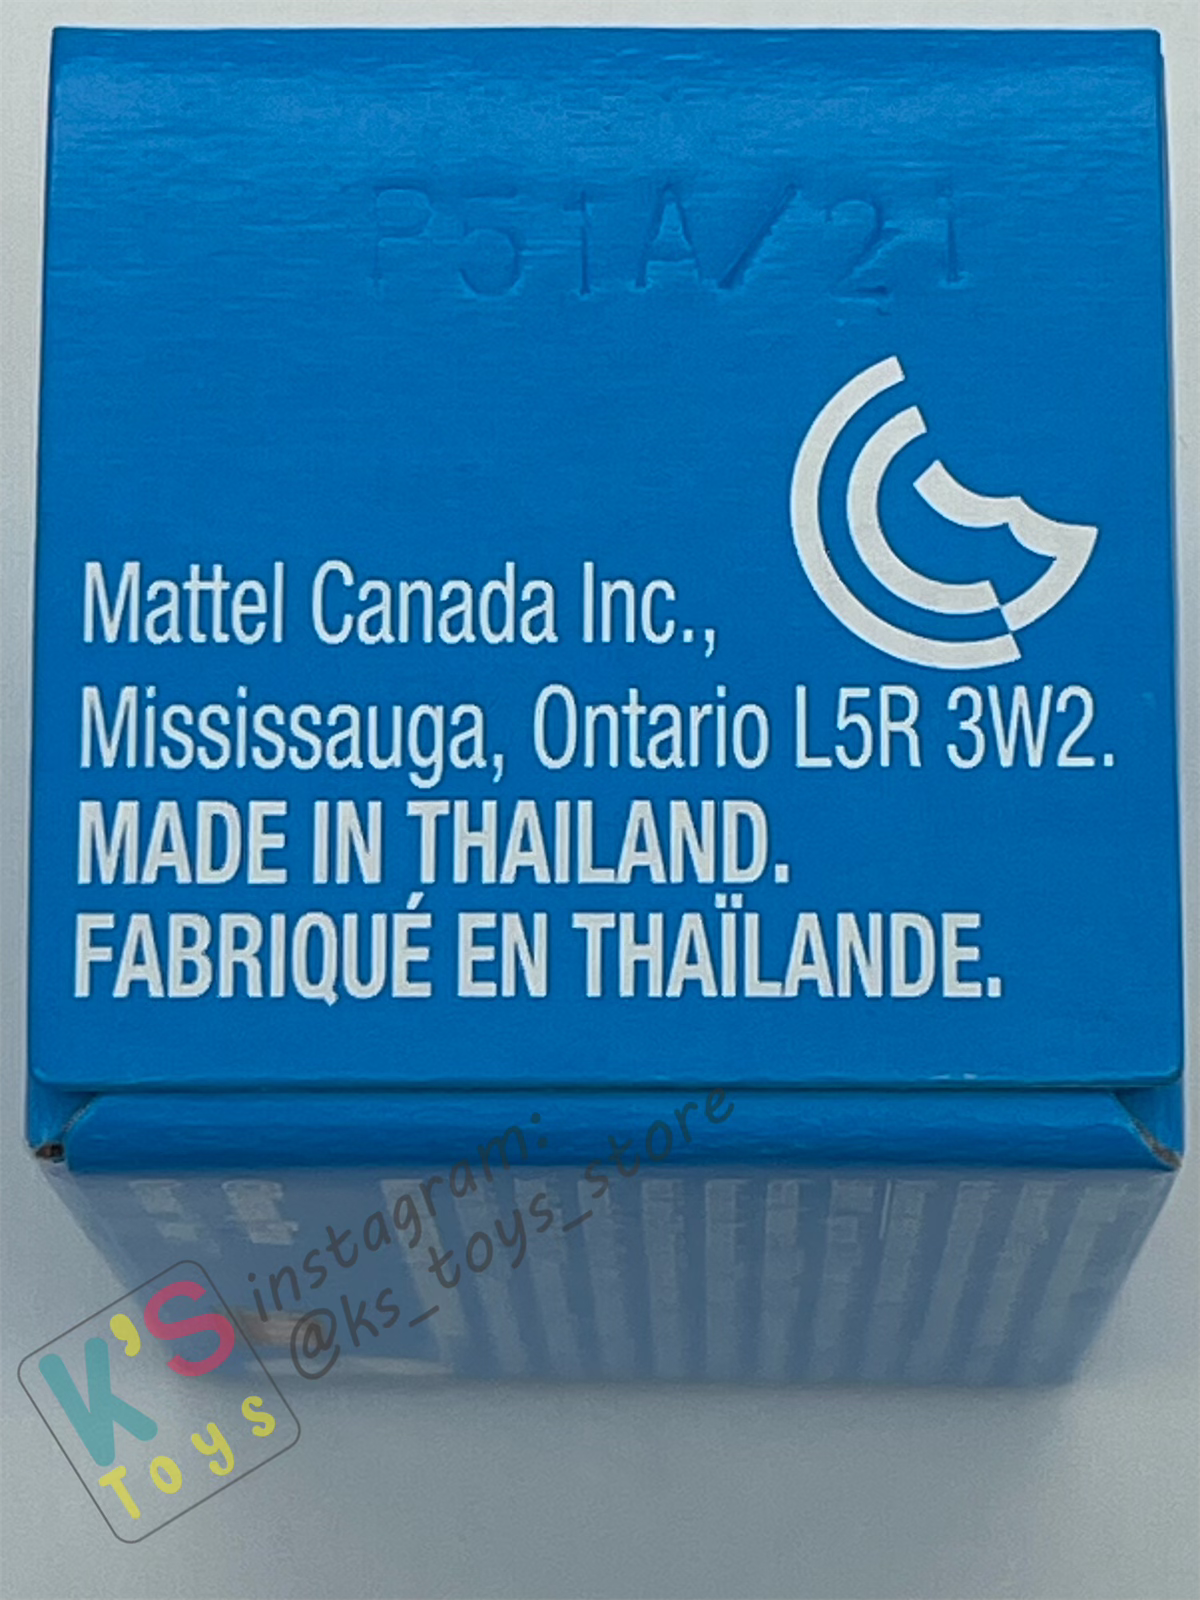 P51A/21
Mattel Canada Inc.,
Mississauga, Ontario L5R 3W2.
MADE IN THAILAND.
FABRIQUÉ EN THAÏLANDE.
instagram:
@ks_toys_store
K'S
Toys